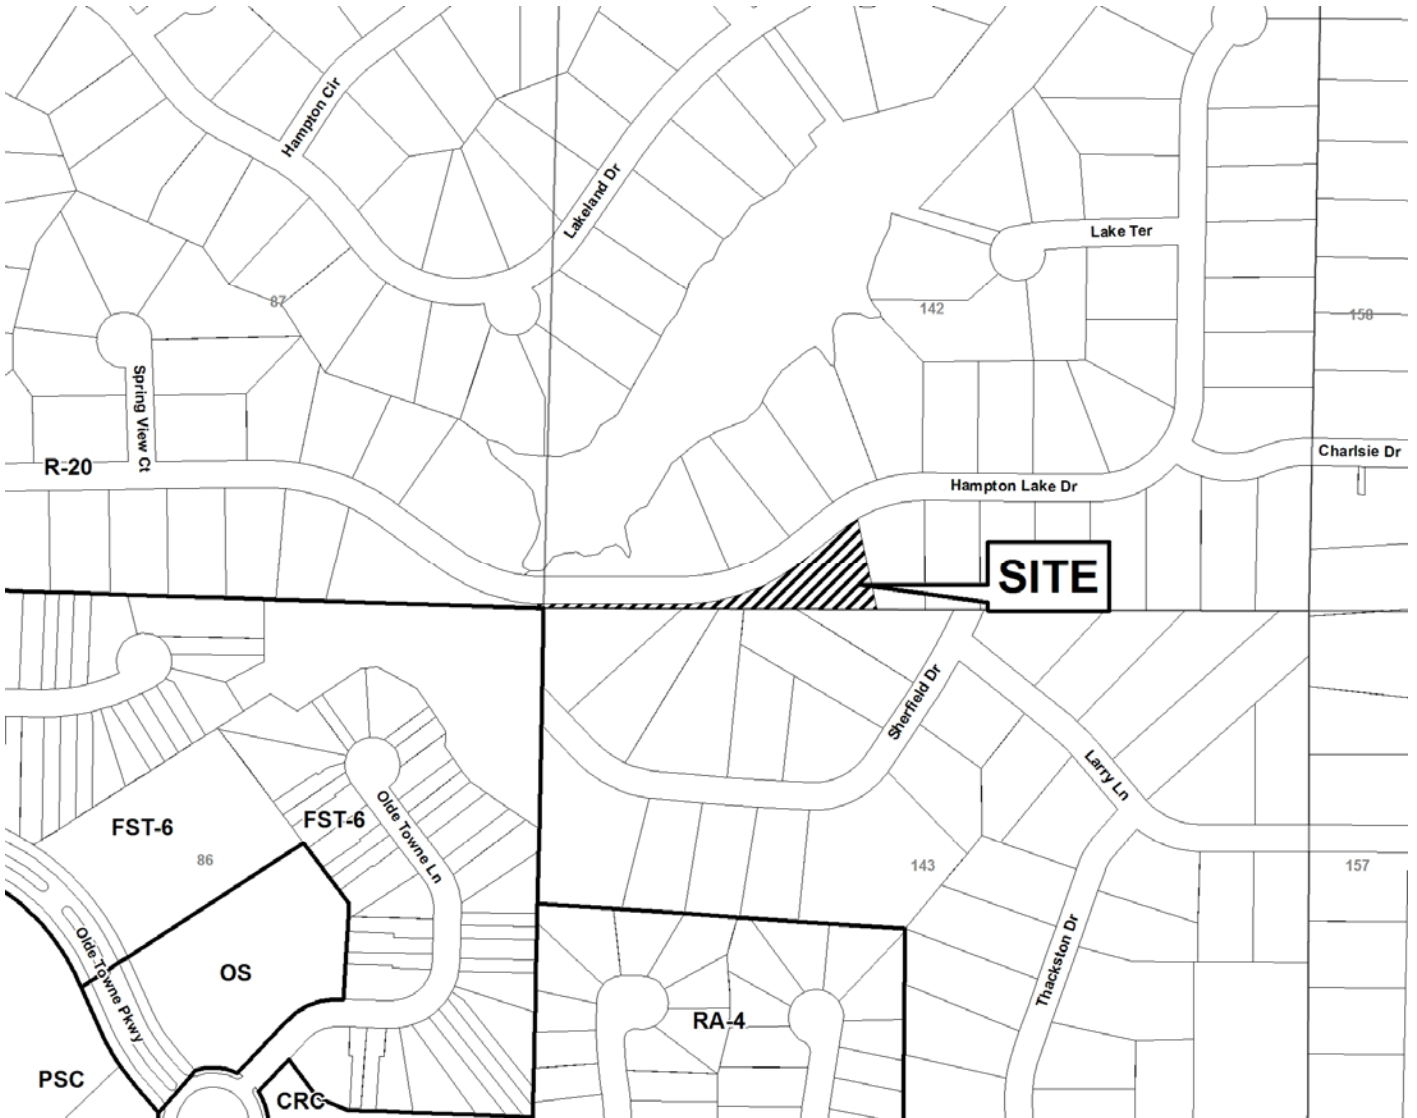 Hampton Cir
Lakeland Dr
Lake Ter
87
142
158
Spring View Ct
R-20
Charlsie Dr
Hampton Lake Dr
SITE
Sherfield Dr
Larry Ln
FST-6
FST-6
Olde Towne Ln
86
143
157
Olde Towne Pkwy
OS
Thackston Dr
RA-4
PSC
CRC